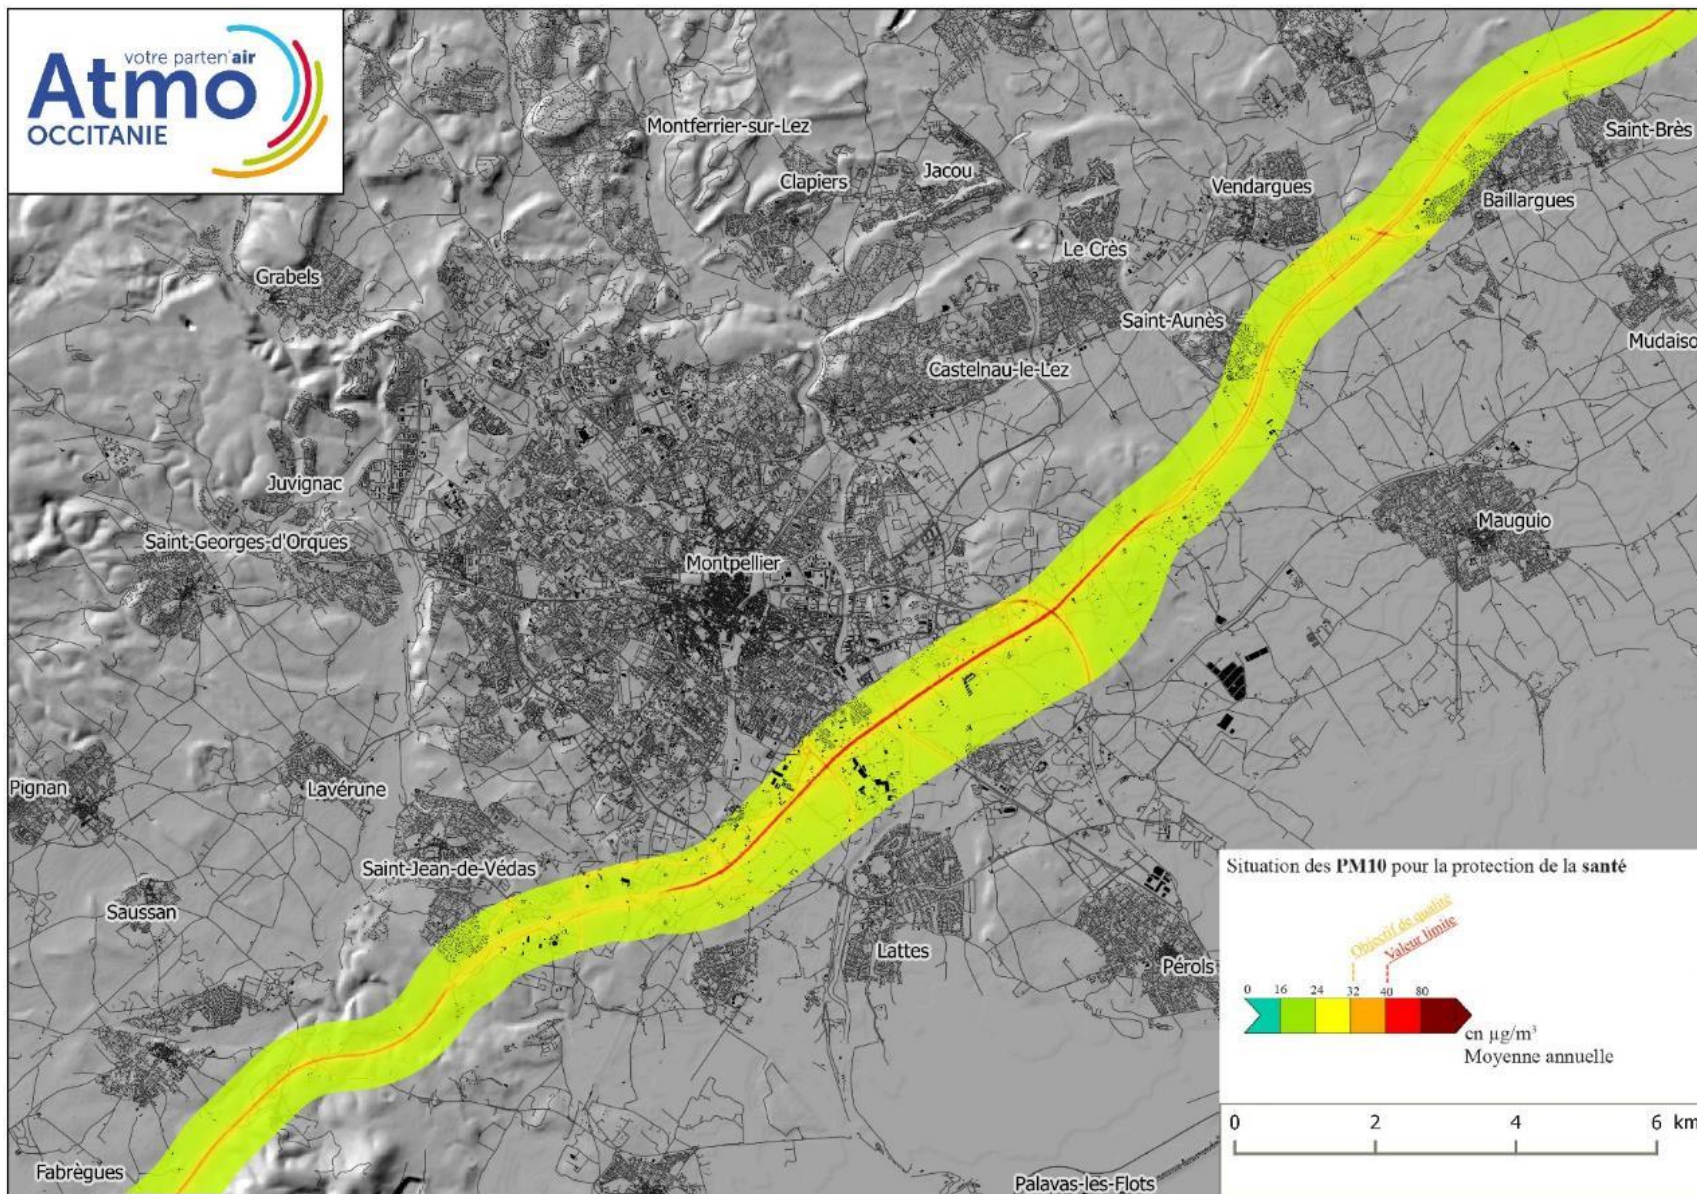 votre parten'air
Atmo
OCCITANIE
Montferrier-sur-Lez
Saint-Brès
Jacou
Clapiers
Vendargues
Baillargues
Le Crès
Grabels
Saint-Aunès
Mudaiso
Castelnau-le-Lez
Juvignac
Mauguio
Saint-Georges-d'Orques
Montpellier
Pignan
Lavérune
Saint-Jean-de-Védas
Saussan
Lattes
Pérols
Fabrègues
Palavas-les-Flots
Situation des PM10 pour la protection de la santé
Objectif de qualité
Valeur limite
0 16 24 32 40 80
en µg/m³
Moyenne annuelle
0 2 4 6 km